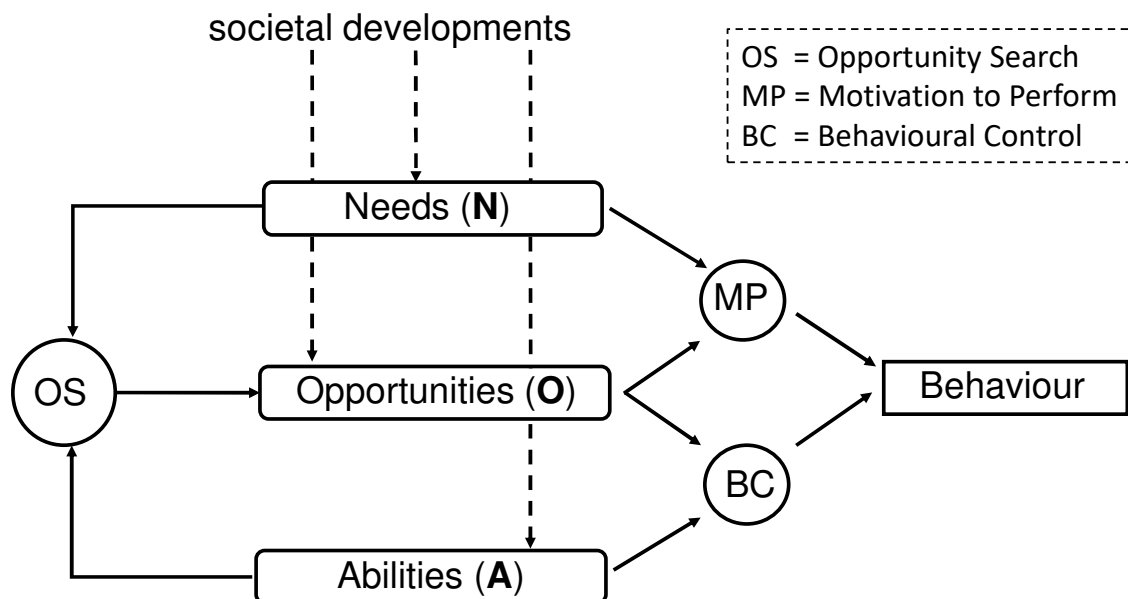 societal developments
OS = Opportunity Search
MP = Motivation to Perform
BC = Behavioural Control
Needs (N)
MP
OS
Opportunities (O)
Behaviour
BC
Abilities (A)